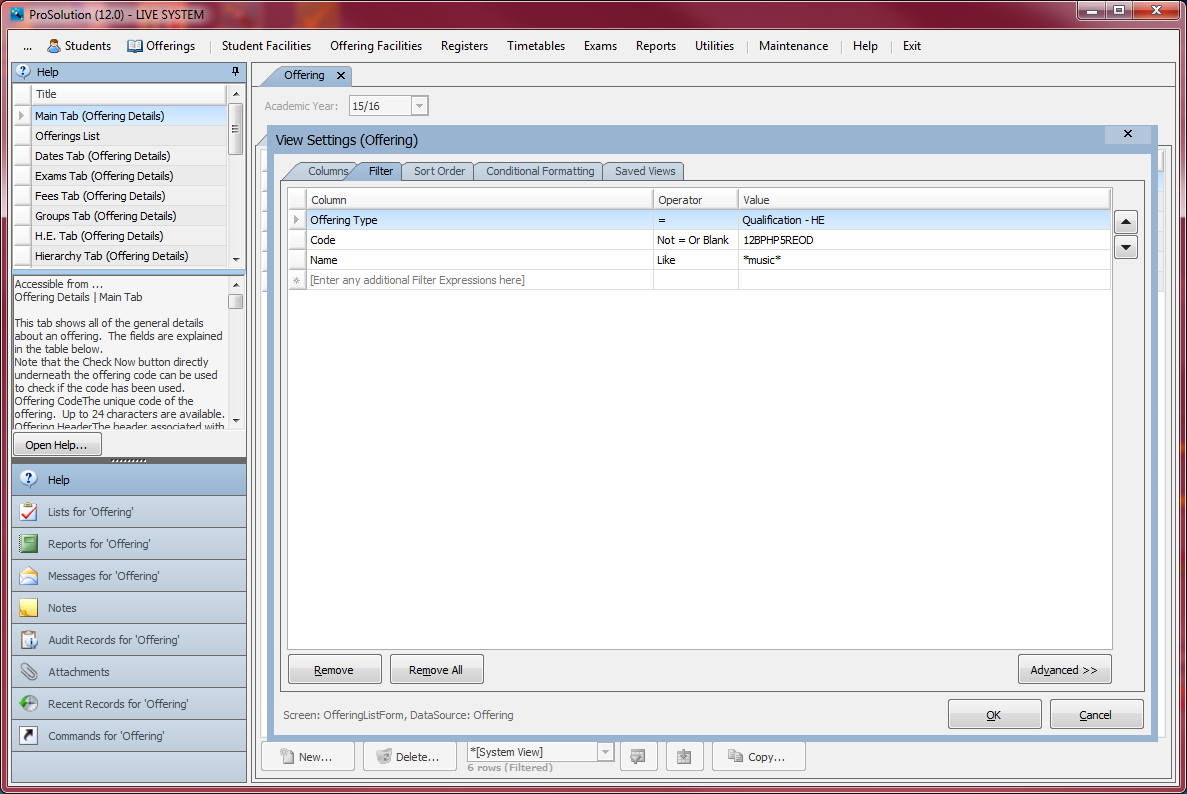 ProSolution (12.0) - LIVE SYSTEM
... Students Offerings Student Facilities Offering Facilities Registers Timetables Exams Reports Utilities Maintenance Help Exit
Help
Title
Main Tab (Offering Details)
Offerings List
Dates Tab (Offering Details)
Exams Tab (Offering Details)
Fees Tab (Offering Details)
Groups Tab (Offering Details)
H.E. Tab (Offering Details)
Hierarchy Tab (Offering Details)
Accessible from ...
Offering Details | Main Tab
This tab shows all of the general details
about an offering. The fields are explained
in the table below.
Note that the Check Now button directly
underneath the offering code can be used
to check if the code has been used.
Offering CodeThe unique code of the
offering. Up to 24 characters are available.
Offering HeaderThe header associated with
Open Help...
Help
Lists for 'Offering'
Reports for 'Offering'
Messages for 'Offering'
Notes
Audit Records for 'Offering'
Attachments
Recent Records for 'Offering'
Commands for 'Offering'
Offering
Academic Year: 15/16
View Settings (Offering)
Columns Filter Sort Order Conditional Formatting Saved Views
Column Operator Value
Offering Type = Qualification - HE
Code Not = Or Blank 12BPHP5REOD
Name Like *music*
[Enter any additional Filter Expressions here]
Remove Remove All Advanced >>
Screen: OfferingListForm, DataSource: Offering
OK Cancel
New... Delete... *[System View] Copy...
6 rows (Filtered)